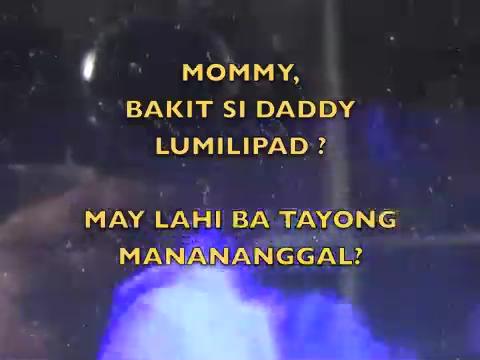 MOMMY,
BAKIT SI DADDY
LUMILIPAD ?
MAY LAHI BA TAYONG
MANANANGGAL?